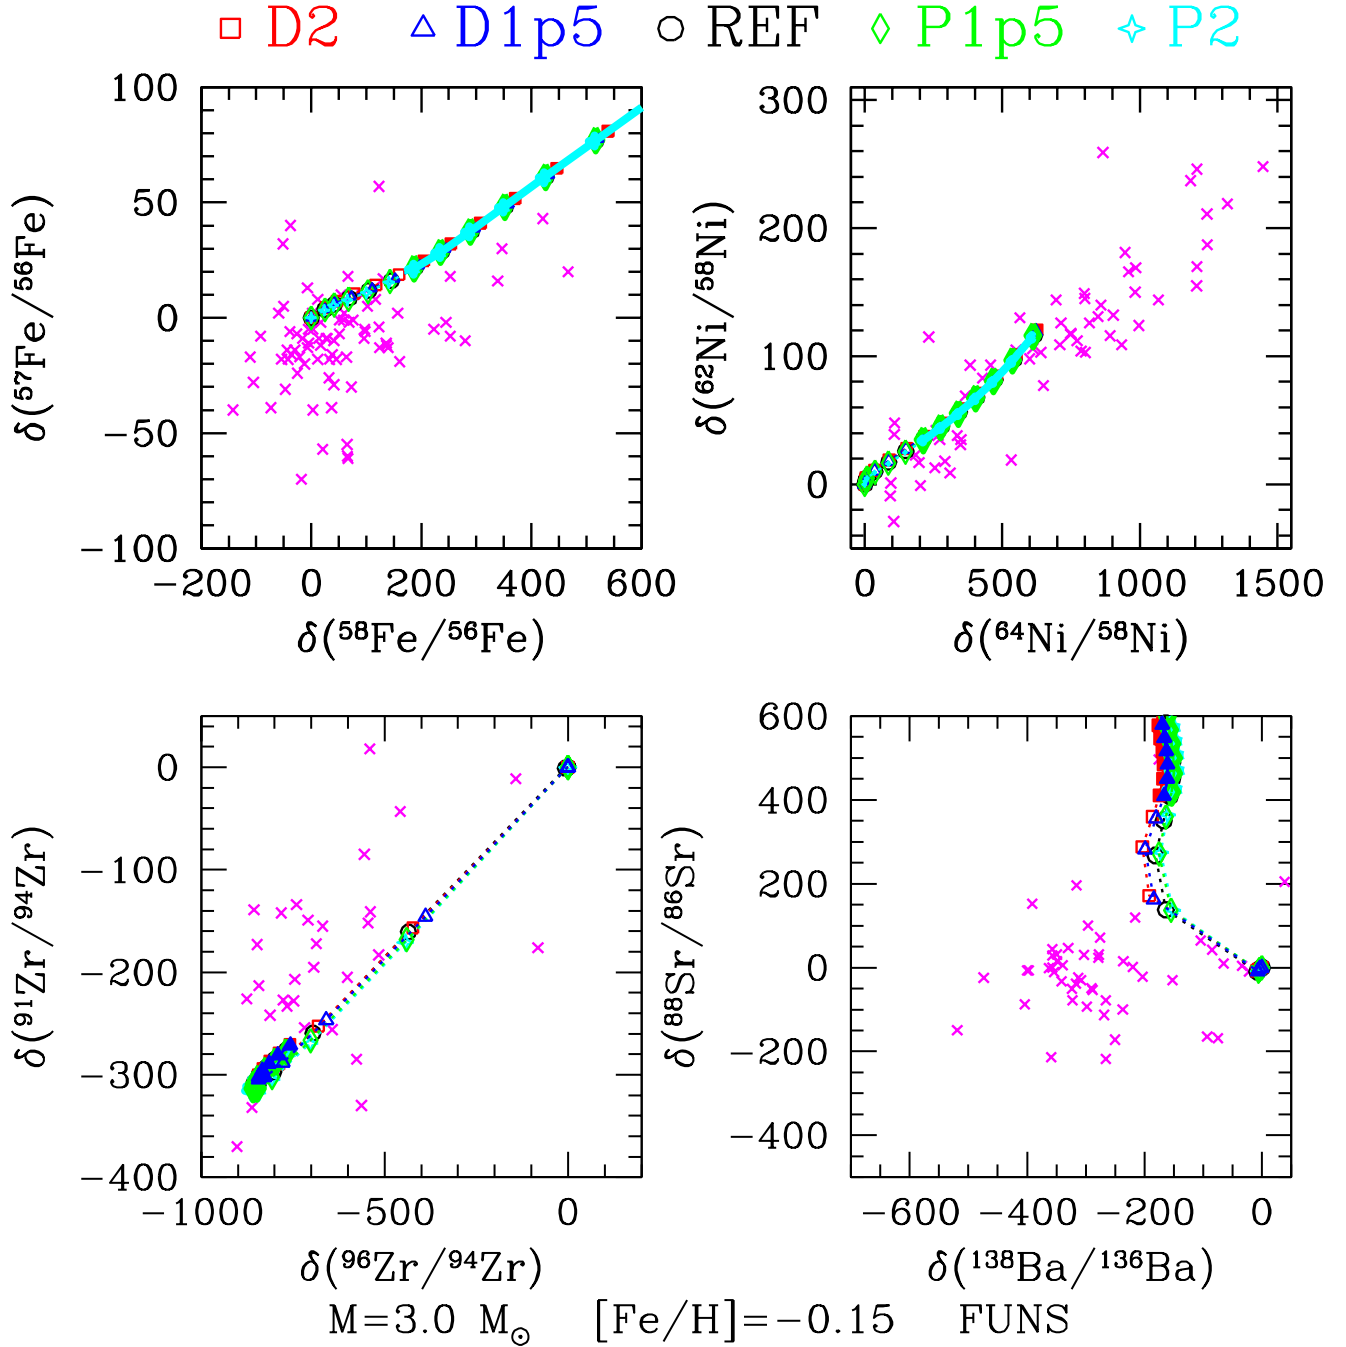 D2 D1p5 REF P1p5 P2
100
50
0
−50
−100
−200 0 200 400 600
δ(⁵⁷Fe/⁵⁶Fe)
δ(⁵⁸Fe/⁵⁶Fe)
300
200
100
0
0 500 1000 1500
δ(⁶²Ni/⁵⁸Ni)
δ(⁶⁴Ni/⁵⁸Ni)
0
−100
−200
−300
−400
−1000 −500 0
δ(⁹¹Zr/⁹⁴Zr)
δ(⁹⁶Zr/⁹⁴Zr)
600
400
200
0
−200
−400
−600 −400 −200 0
δ(⁸⁸Sr/⁸⁶Sr)
δ(¹³⁸Ba/¹³⁶Ba)
M=3.0 M☉ [Fe/H]=−0.15 FUNS